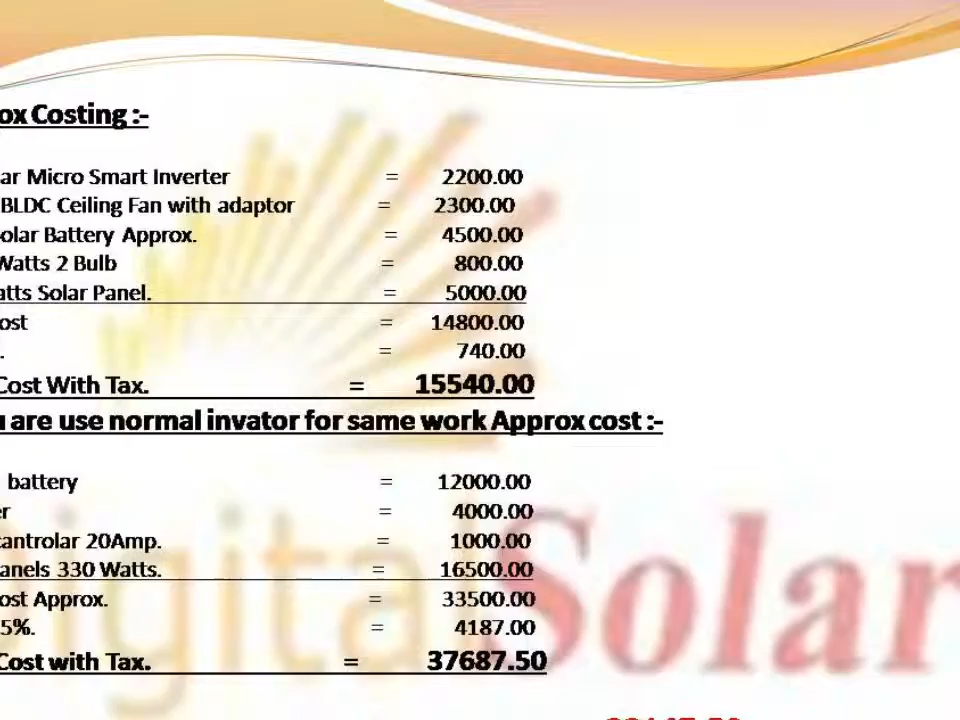 ox Costing :-
ar Micro Smart Inverter = 2200.00
BLDC Ceiling Fan with adaptor = 2300.00
olar Battery Approx. = 4500.00
Watts 2 Bulb = 800.00
atts Solar Panel. = 5000.00
ost = 14800.00
. = 740.00
Cost With Tax. = 15540.00
u are use normal invator for same work Approx cost :-
battery = 12000.00
er = 4000.00
cantrolar 20Amp. = 1000.00
anels 330 Watts. = 16500.00
ost Approx. = 33500.00
5%. = 4187.00
Cost with Tax. = 37687.50
Digital Solar